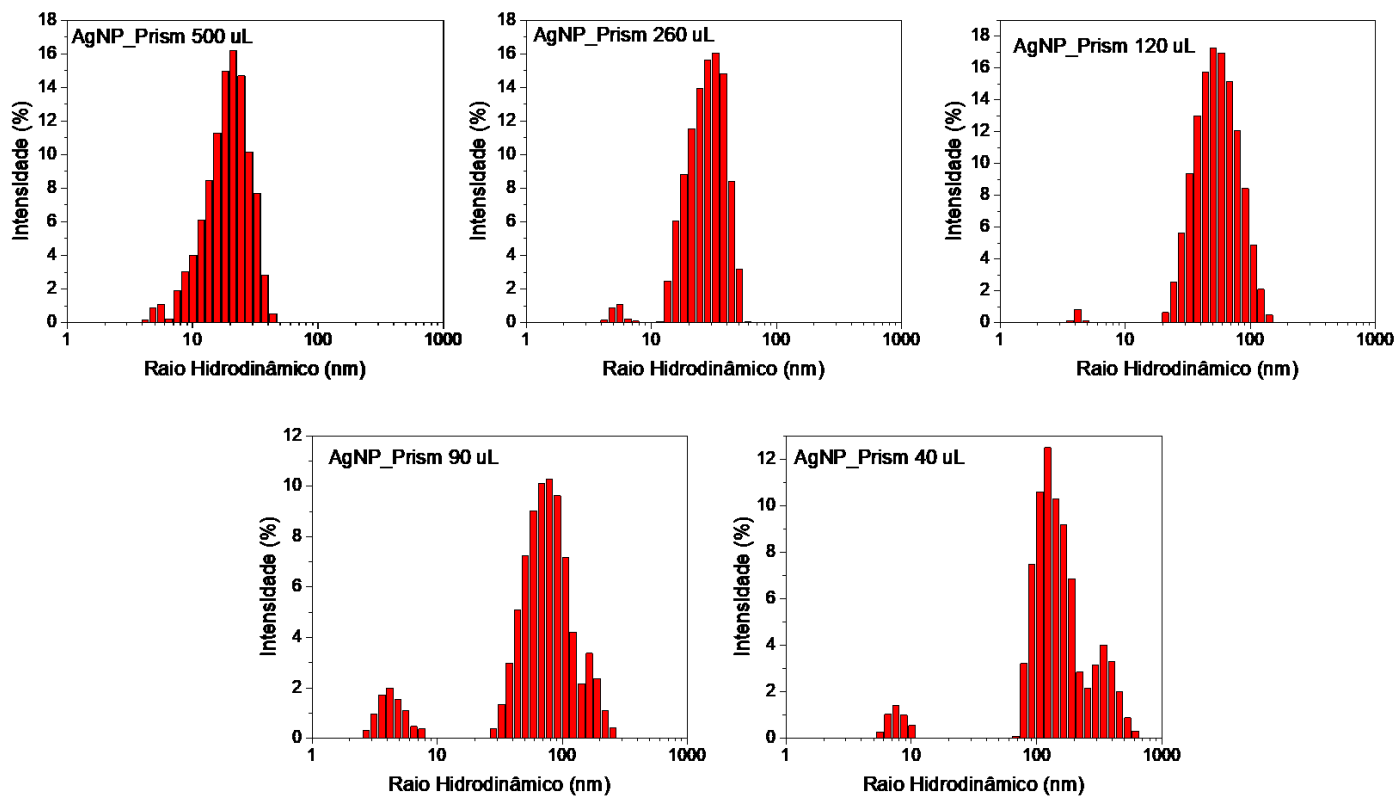 AgNP_Prism 500 uL
18
16
14
12
10
8
6
4
2
0
Intensidade (%)
1 10 100 1000
Raio Hidrodinâmico (nm)
AgNP_Prism 260 uL
18
16
14
12
10
8
6
4
2
0
Intensidade (%)
1 10 100 1000
Raio Hidrodinâmico (nm)
AgNP_Prism 120 uL
18
16
14
12
10
8
6
4
2
0
Intensidade (%)
1 10 100 1000
Raio Hidrodinâmico (nm)
AgNP_Prism 90 uL
12
10
8
6
4
2
0
Intensidade (%)
1 10 100 1000
Raio Hidrodinâmico (nm)
AgNP_Prism 40 uL
12
10
8
6
4
2
0
Intensidade (%)
1 10 100 1000
Raio Hidrodinâmico (nm)